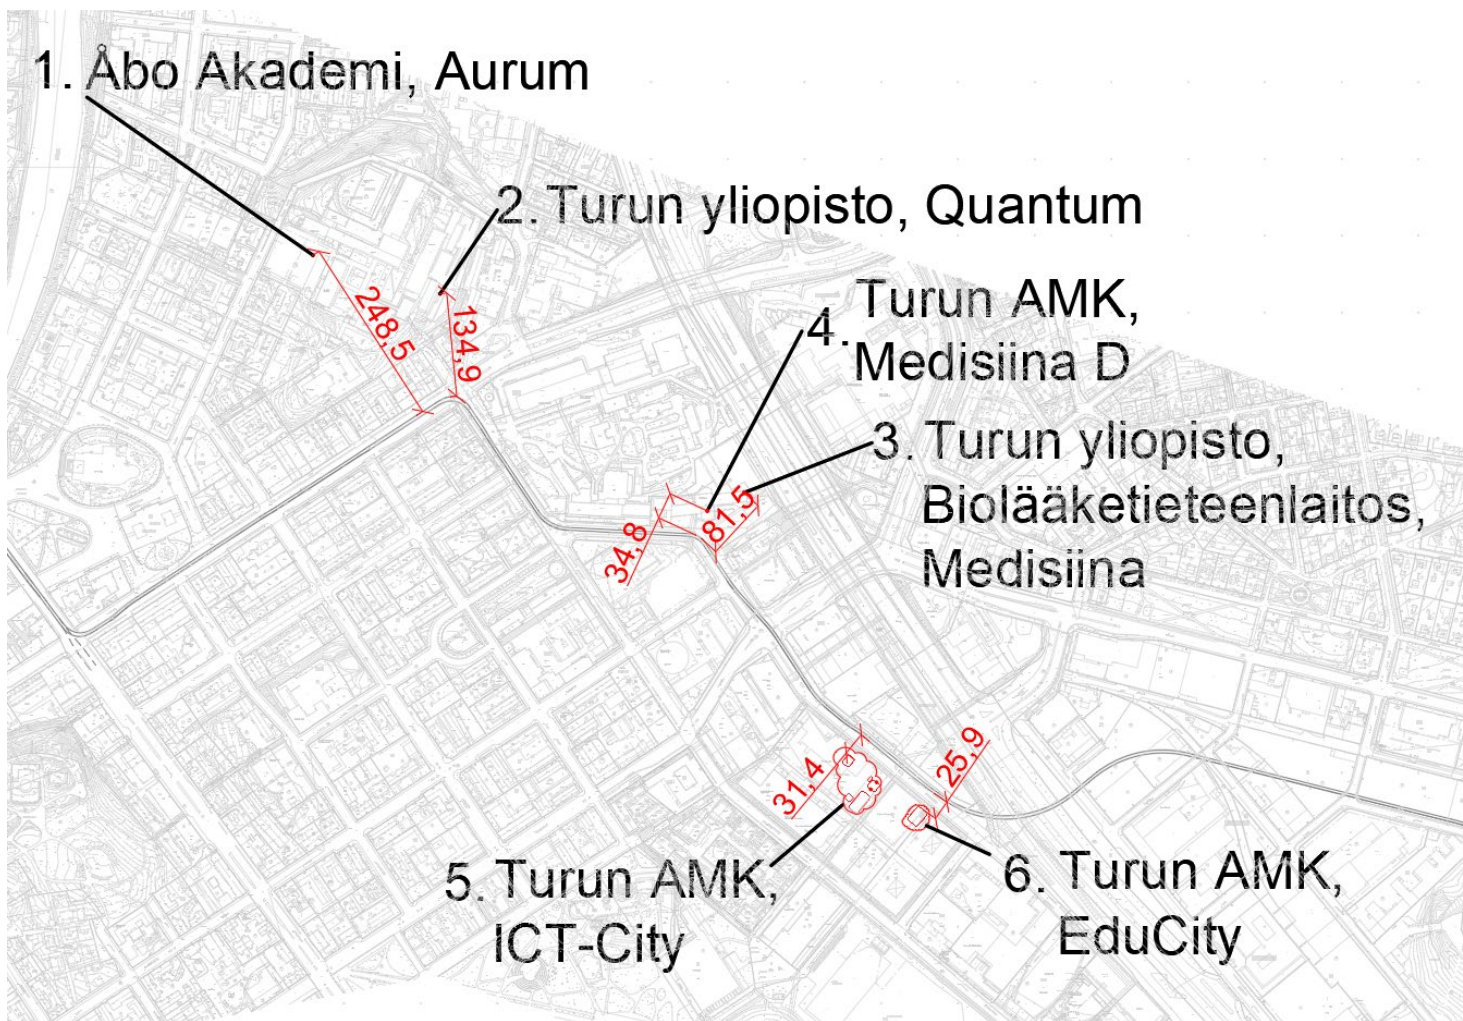 1. Åbo Akademi, Aurum
2. Turun yliopisto, Quantum
248,5
134,9
4. Turun AMK,
Medisiina D
3. Turun yliopisto,
Biolääketieteenlaitos,
Medisiina
34,8
81,5
31,4
25,9
5. Turun AMK,
ICT-City
6. Turun AMK,
EduCity